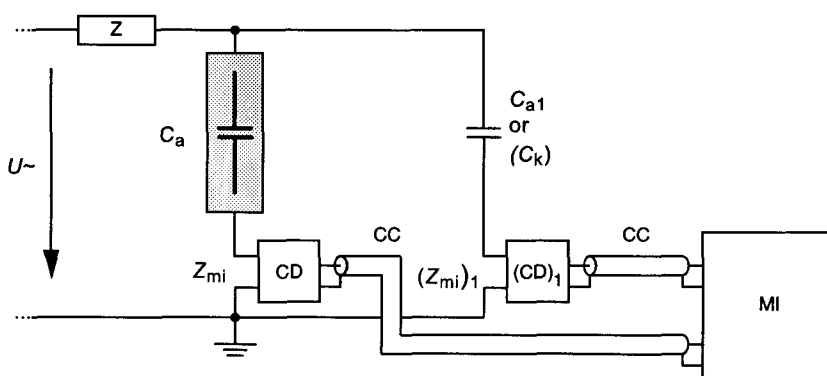 Z
C_a
C_a1
or
(C_k)
U~
CC
CC
Z_mi
CD
(Z_mi)_1
(CD)_1
MI